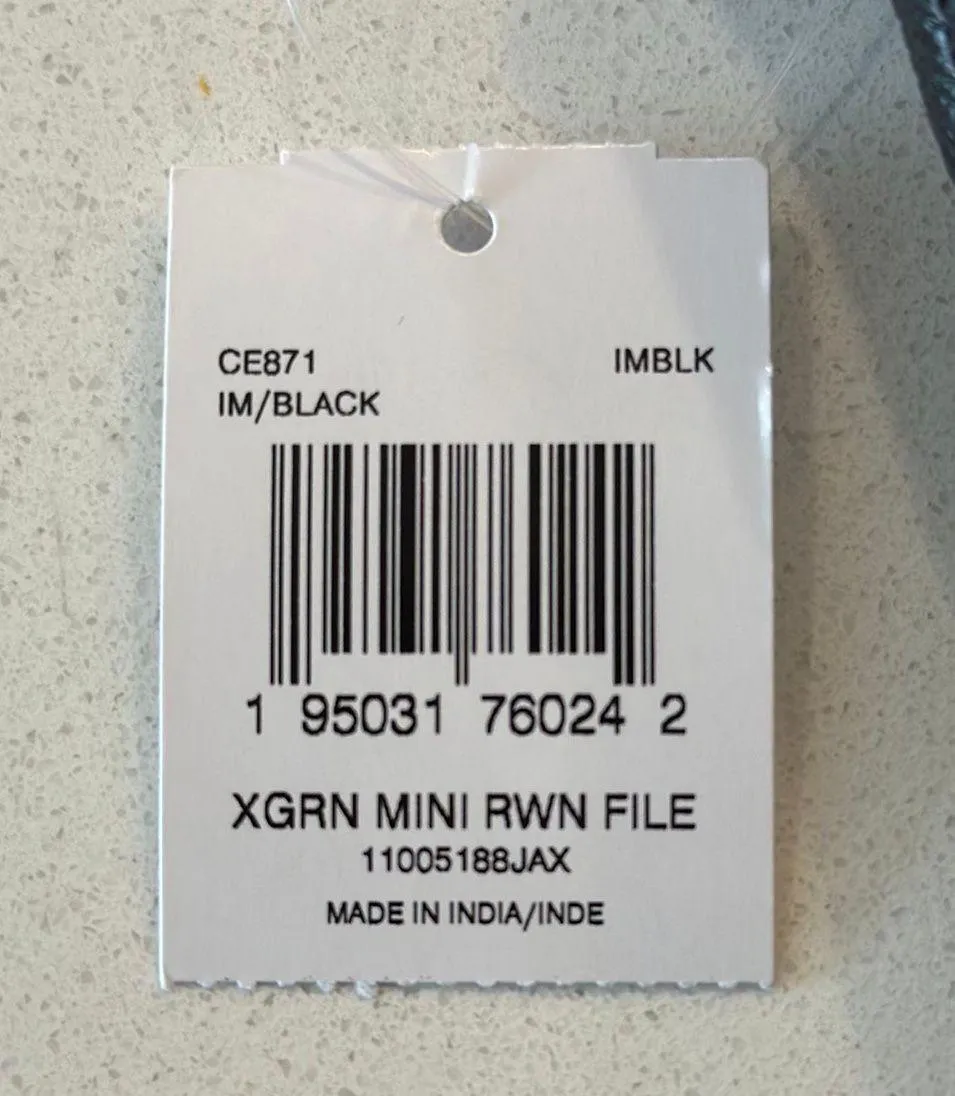 CE871 IMBLK
IM/BLACK
1 95031 76024 2
XGRN MINI RWN FILE
11005188JAX
MADE IN INDIA/INDE